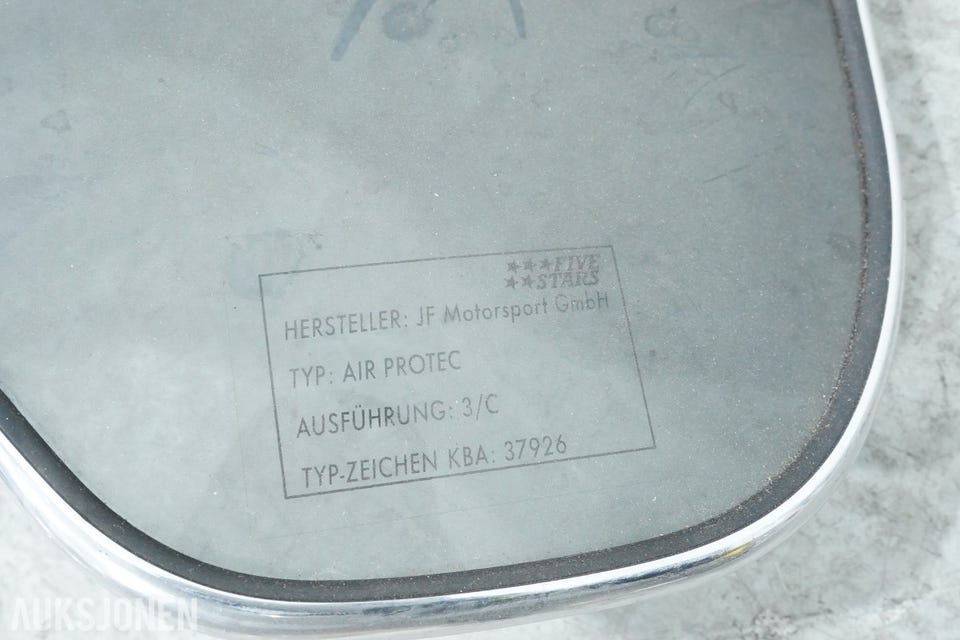 ★★★FIVE
★★STARS
HERSTELLER: JF Motorsport GmbH
TYP: AIR PROTEC
AUSFÜHRUNG: 3/C
TYP-ZEICHEN KBA: 37926
AUKSJONEN